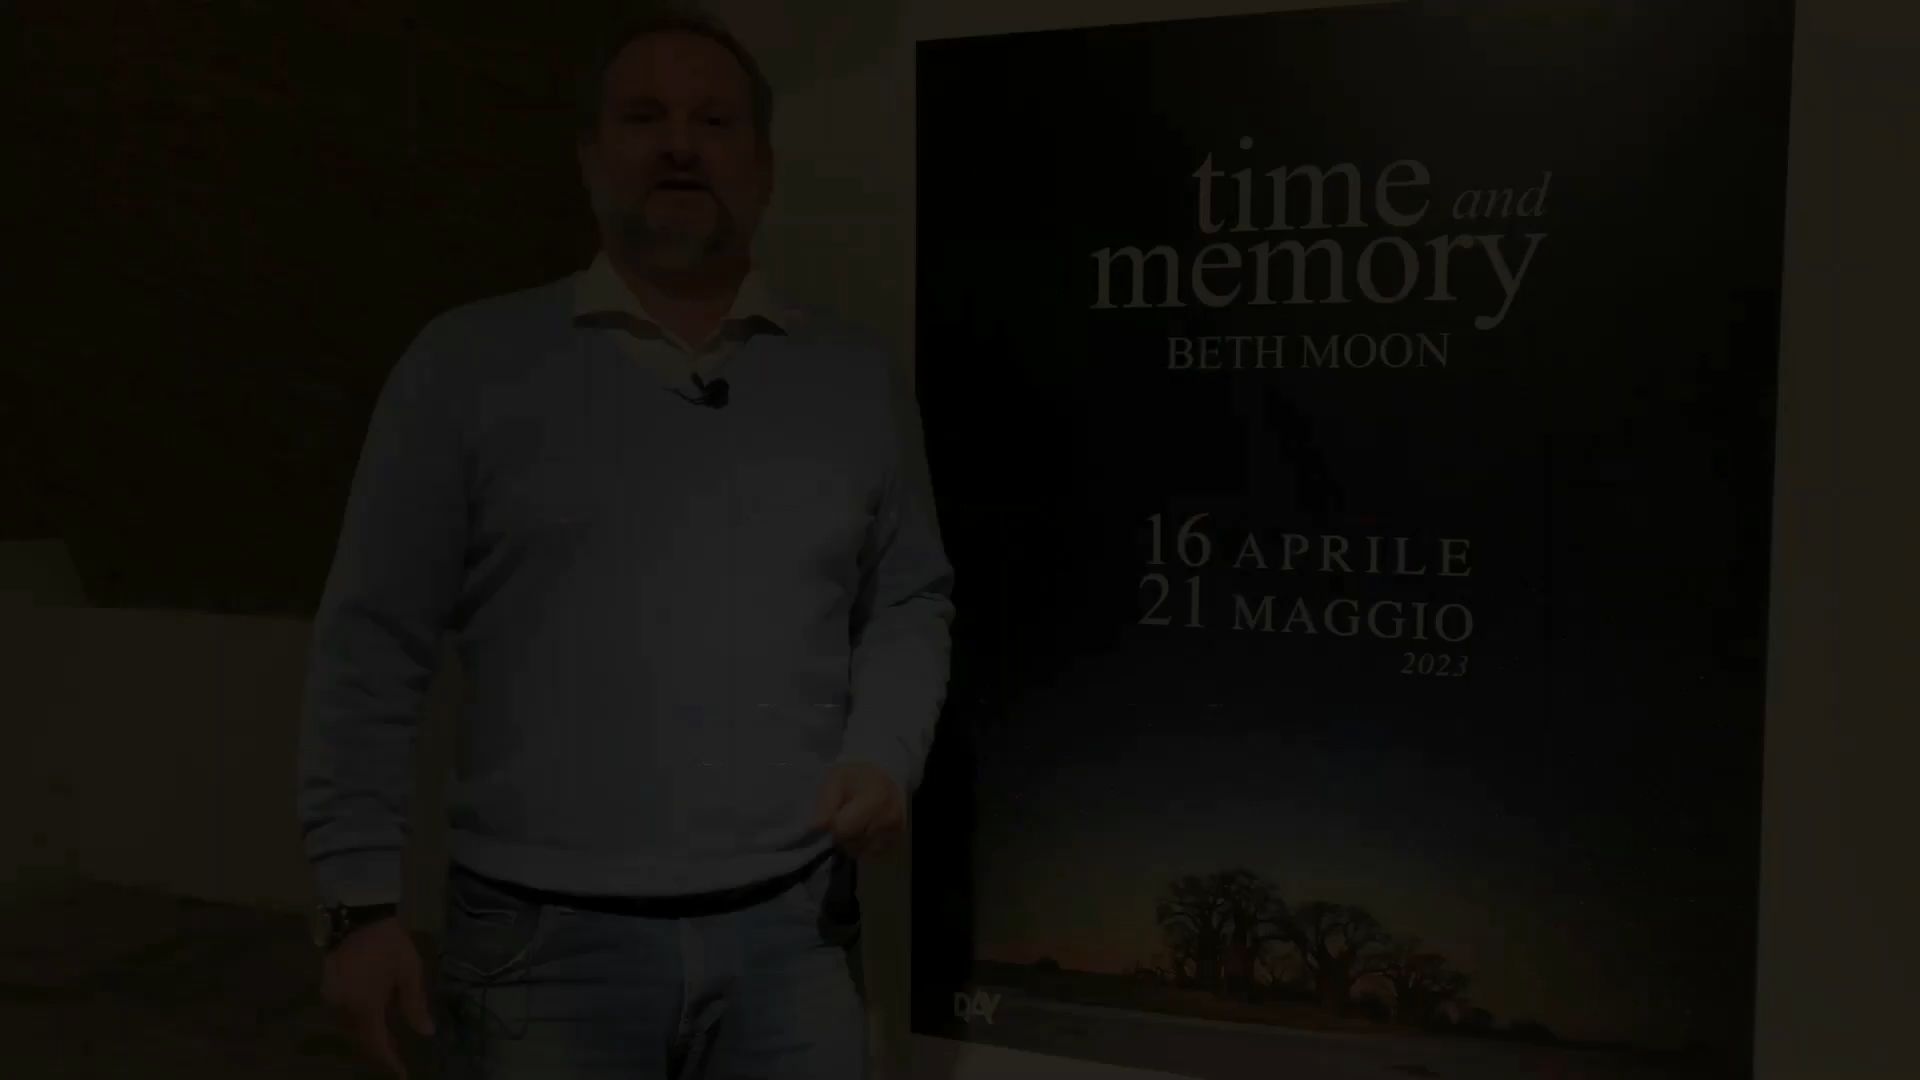 time and
memory
BETH MOON
16 APRILE
21 MAGGIO
2023
DAY